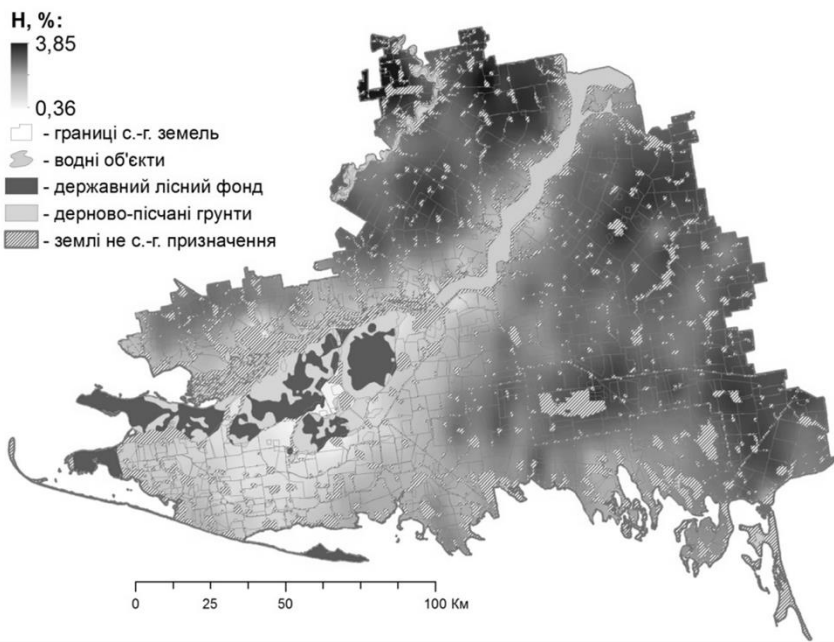 Н, %:
3,85
0,36
- границі с.-г. земель
- водні об'єкти
- державний лісний фонд
- дерново-пісчані ґрунти
- землі не с.-г. призначення
0 25 50 100 Км